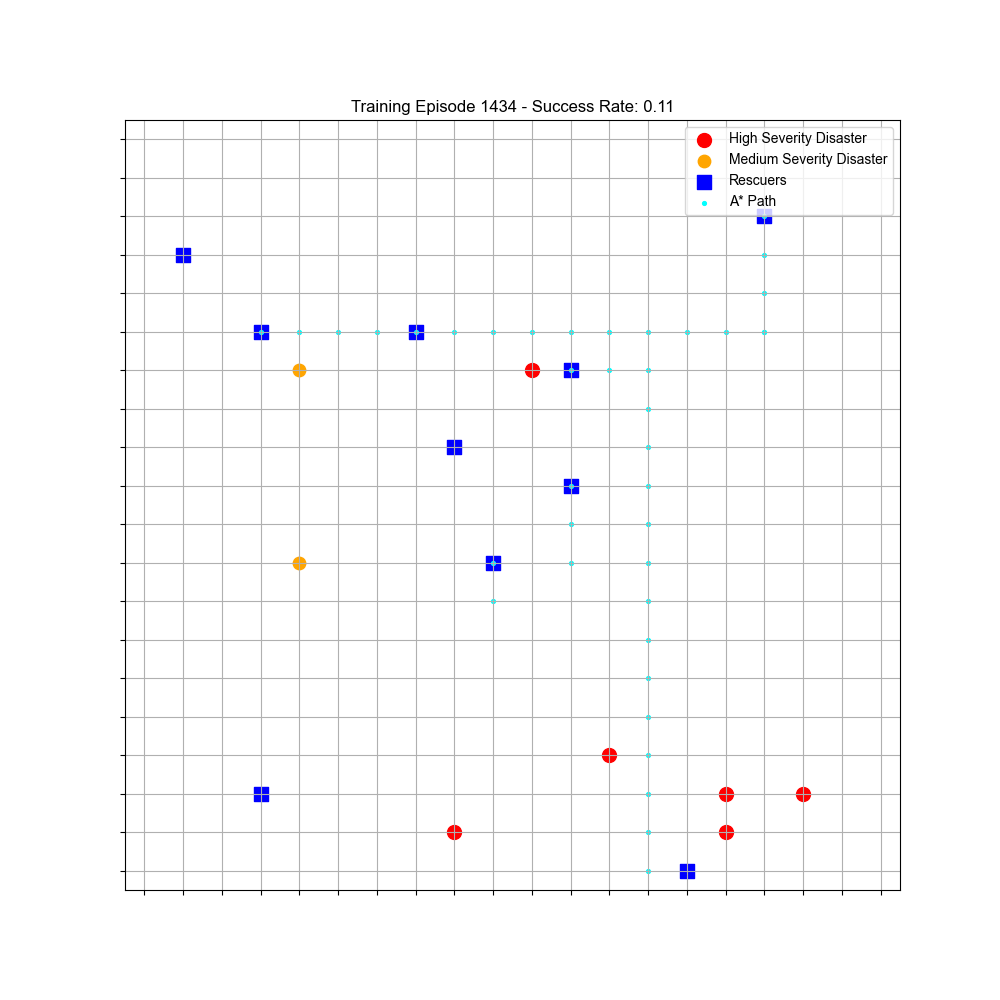 Training Episode 1434 - Success Rate: 0.11
High Severity Disaster
Medium Severity Disaster
Rescuers
A* Path